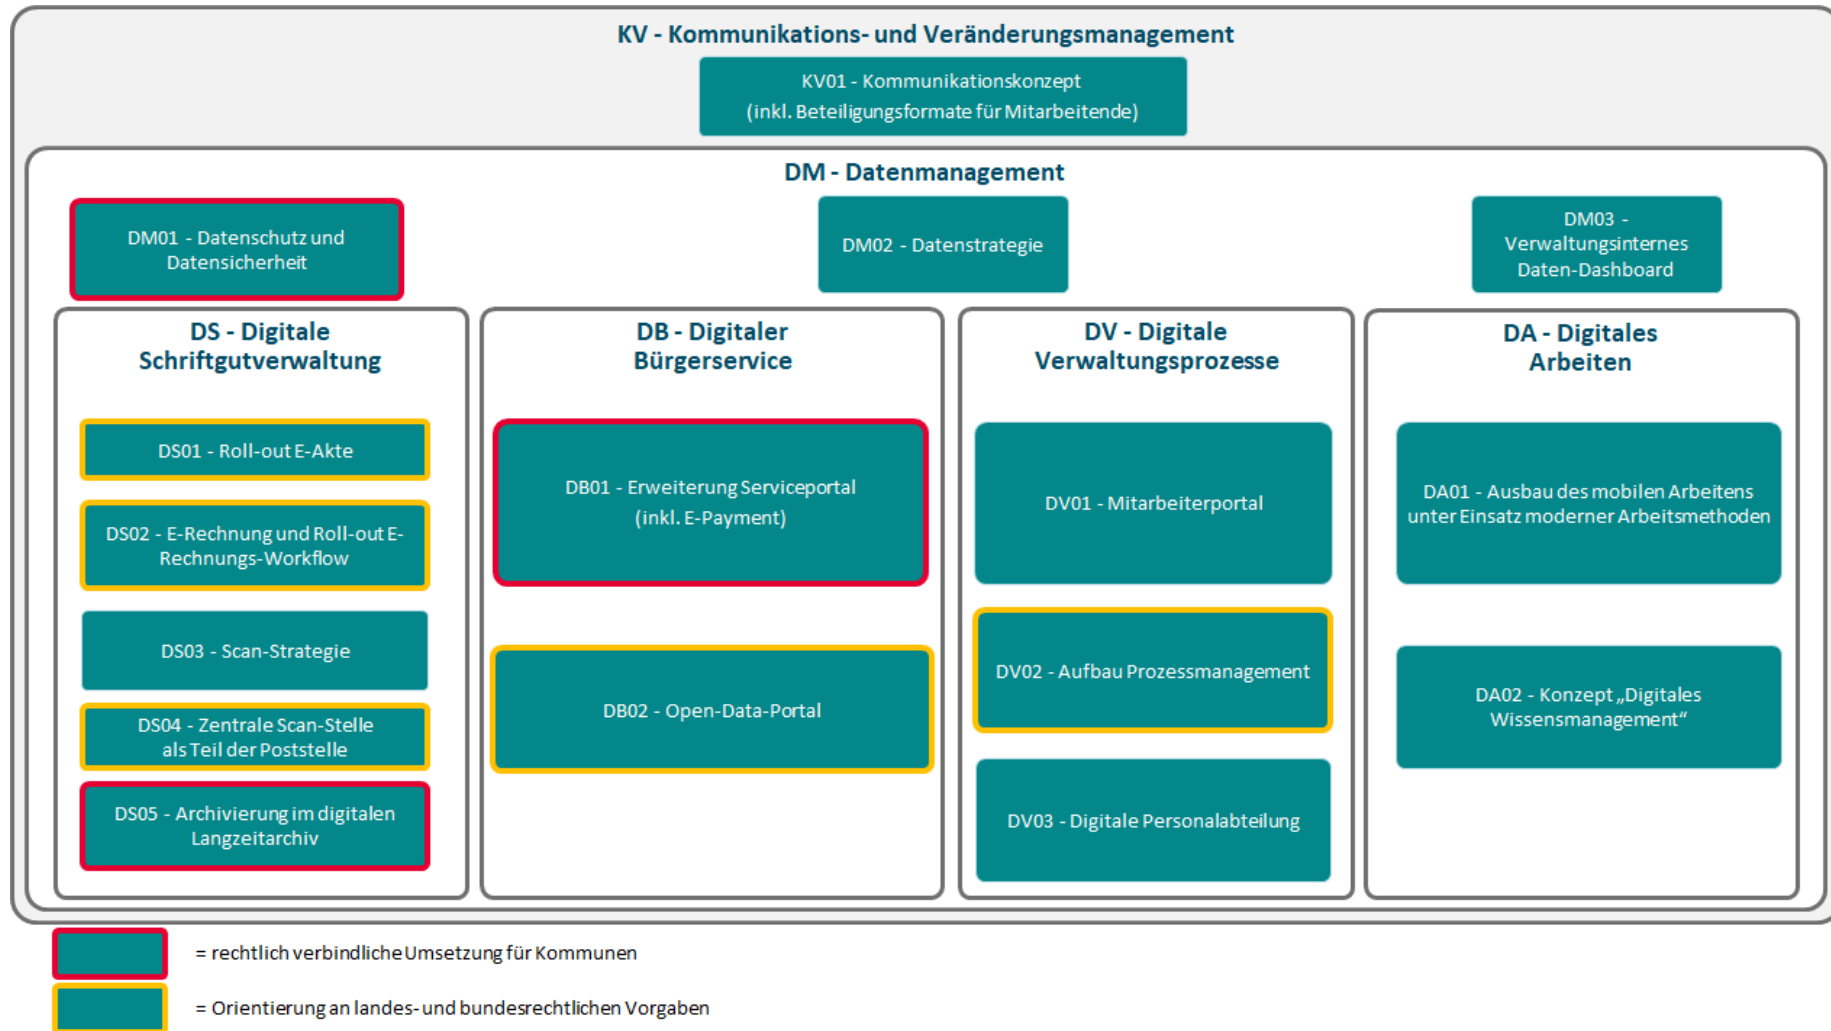 KV - Kommunikations- und Veränderungsmanagement
KV01 - Kommunikationskonzept
(inkl. Beteiligungsformate für Mitarbeitende)
DM - Datenmanagement
DM01 - Datenschutz und
Datensicherheit
DM02 - Datenstrategie
DM03 -
Verwaltungsinternes
Daten-Dashboard
DS - Digitale
Schriftgutverwaltung
DS01 - Roll-out E-Akte
DS02 - E-Rechnung und Roll-out E-
Rechnungs-Workflow
DS03 - Scan-Strategie
DS04 - Zentrale Scan-Stelle
als Teil der Poststelle
DS05 - Archivierung im digitalen
Langzeitarchiv
DB - Digitaler
Bürgerservice
DB01 - Erweiterung Serviceportal
(inkl. E-Payment)
DB02 - Open-Data-Portal
DV - Digitale
Verwaltungsprozesse
DV01 - Mitarbeiterportal
DV02 - Aufbau Prozessmanagement
DV03 - Digitale Personalabteilung
DA - Digitales
Arbeiten
DA01 - Ausbau des mobilen Arbeitens
unter Einsatz moderner Arbeitsmethoden
DA02 - Konzept „Digitales
Wissensmanagement“
= rechtlich verbindliche Umsetzung für Kommunen
= Orientierung an landes- und bundesrechtlichen Vorgaben